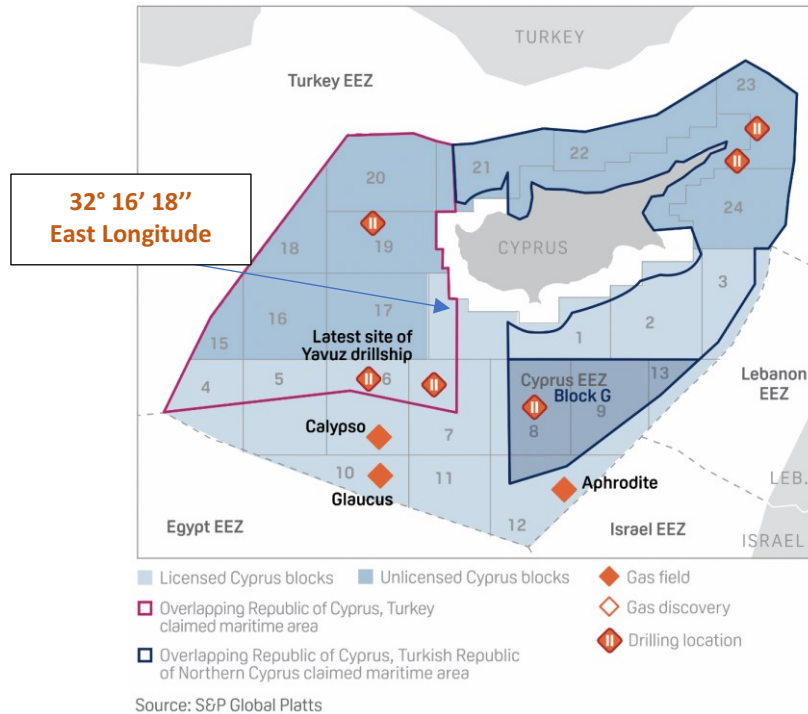 TURKEY
Turkey EEZ
23
20
21
22
32° 16’ 18’’
East Longitude
24
19
18
CYPRUS
3
17
16
2
15
1
Latest site of
Yavuz drillship
Cyprus EEZ
13
Lebanon
EEZ
4
5
6
Block G
9
8
Calypso
7
LEB.
10
11
Aphrodite
Glaucus
12
Egypt EEZ
Israel EEZ
ISRAEL
Licensed Cyprus blocks
Unlicensed Cyprus blocks
Gas field
Overlapping Republic of Cyprus, Turkey
claimed maritime area
Gas discovery
Drilling location
Overlapping Republic of Cyprus, Turkish Republic
of Northern Cyprus claimed maritime area
Source: S&P Global Platts